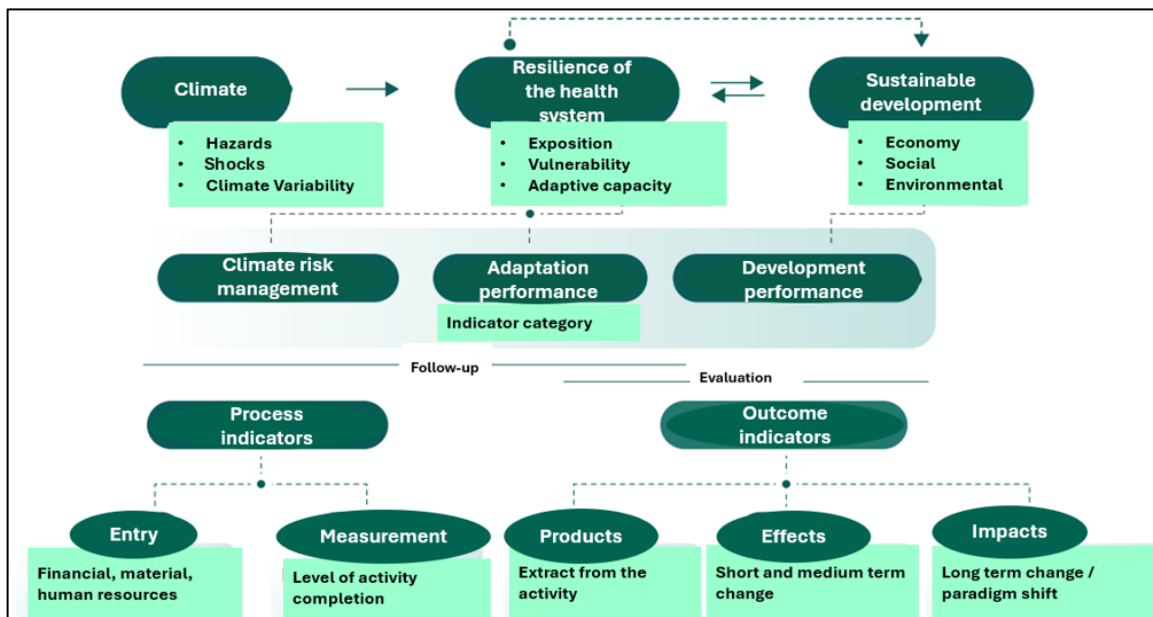 Climate
Resilience of
the health
system
Sustainable
development
• Hazards
• Shocks
• Climate Variability
• Exposition
• Vulnerability
• Adaptive capacity
• Economy
• Social
• Environmental
Climate risk
management
Adaptation
performance
Development
performance
Indicator category
Follow-up
Evaluation
Process
indicators
Outcome
indicators
Entry
Measurement
Products
Effects
Impacts
Financial, material,
human resources
Level of activity
completion
Extract from the
activity
Short and medium term
change
Long term change /
paradigm shift